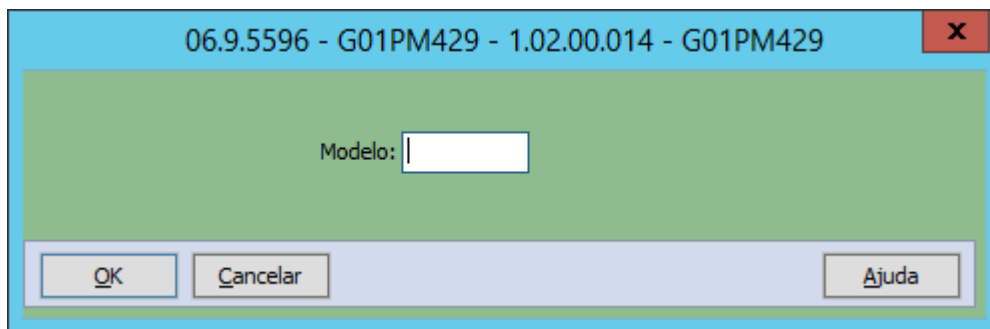 06.9.5596 - G01PM429 - 1.02.00.014 - G01PM429 x
Modelo:
OK Cancelar Ajuda